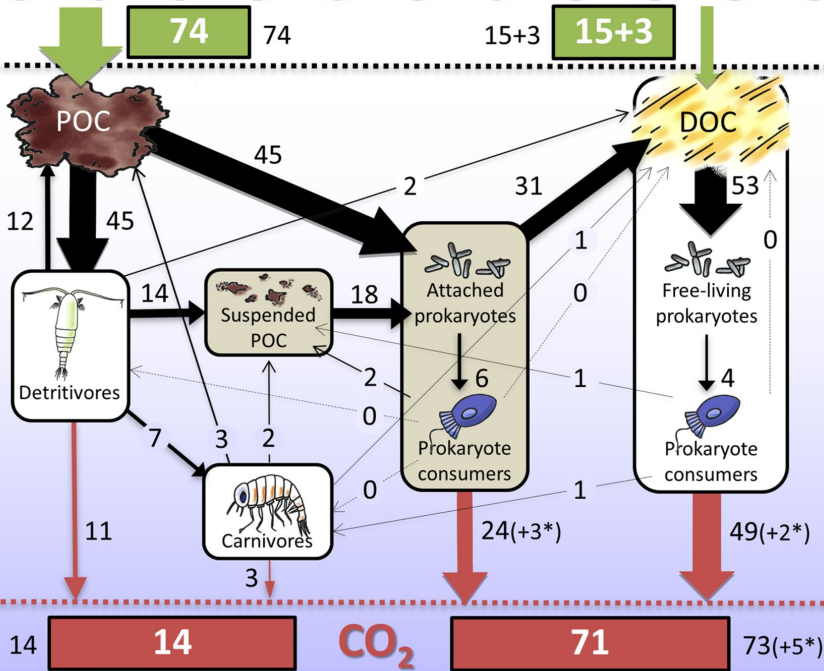 74
74
15+3
15+3
POC
DOC
45
2
31
53
12
45
1
0
0
14
18
Attached
prokaryotes
Free-living
prokaryotes
Suspended
POC
Detritivores
2
6
1
4
0
7
3
2
Prokaryote
consumers
Prokaryote
consumers
0
1
Carnivores
11
24(+3*)
49(+2*)
3
14
14
CO2
71
73(+5*)